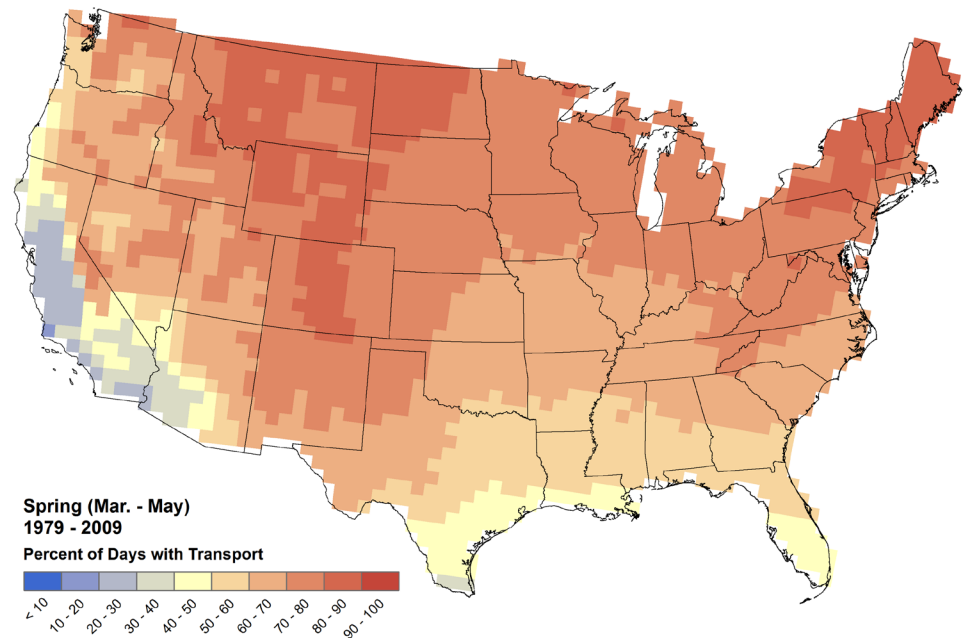 Spring (Mar. - May)
1979 - 2009
Percent of Days with Transport
< 10
10 - 20
20 - 30
30 - 40
40 - 50
50 - 60
60 - 70
70 - 80
80 - 90
90 - 100